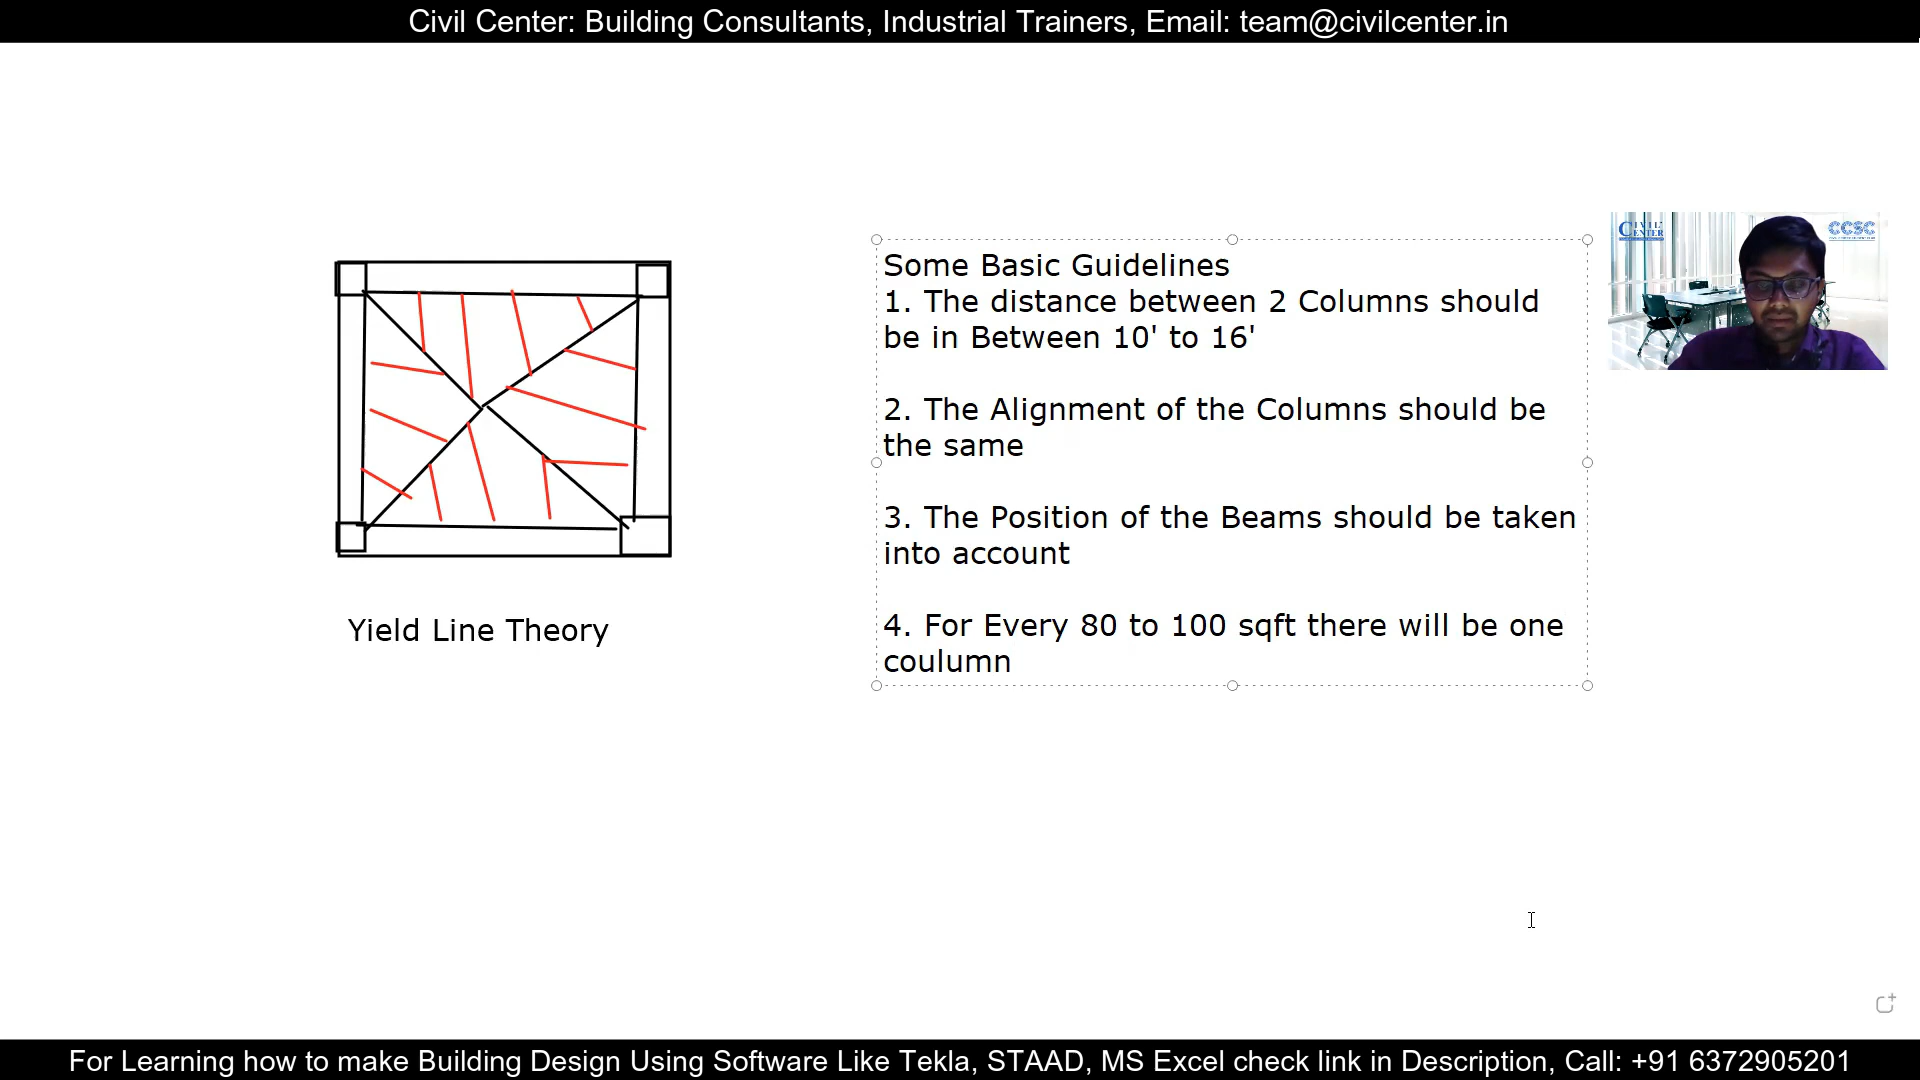 Civil Center: Building Consultants, Industrial Trainers, Email: team@civilcenter.in
Some Basic Guidelines
1. The distance between 2 Columns should
be in Between 10' to 16'
2. The Alignment of the Columns should be
the same
3. The Position of the Beams should be taken
into account
4. For Every 80 to 100 sqft there will be one
coulumn
Yield Line Theory
CIVIL
CENTER
CCSC
For Learning how to make Building Design Using Software Like Tekla, STAAD, MS Excel check link in Description, Call: +91 6372905201